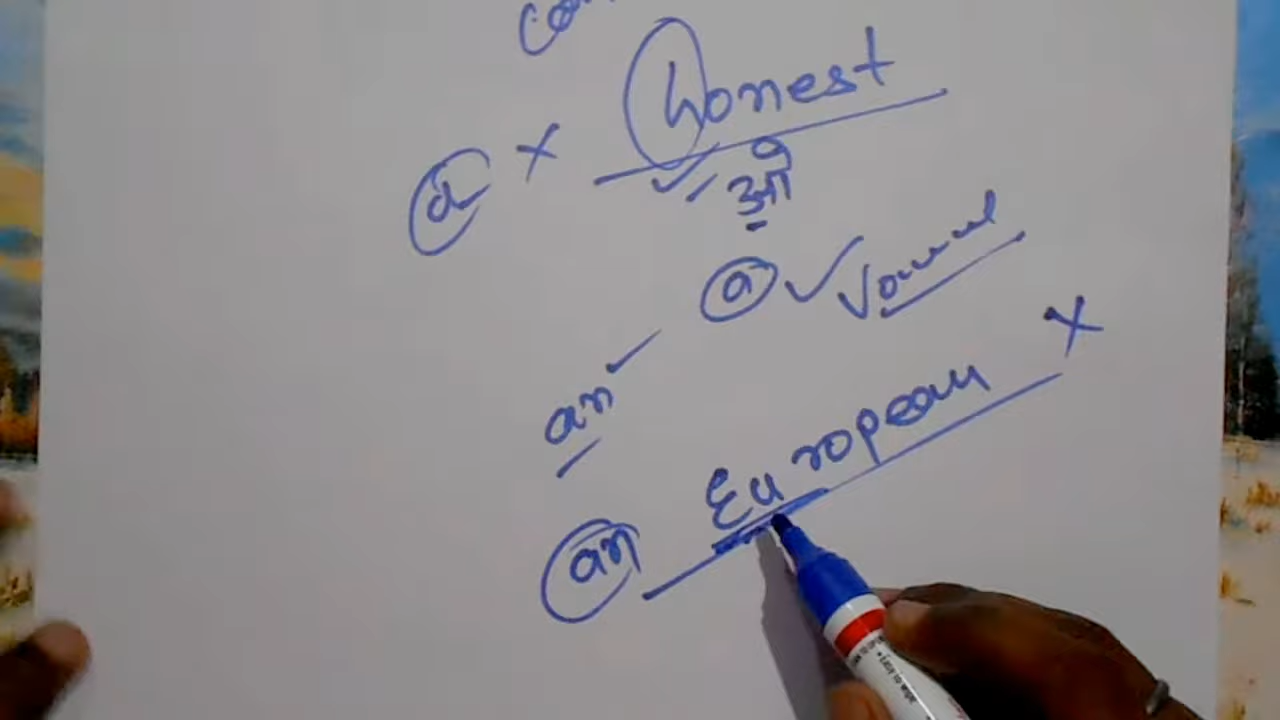 a × honest
ओ
a ✓ Vowel
an ✓
an European ×